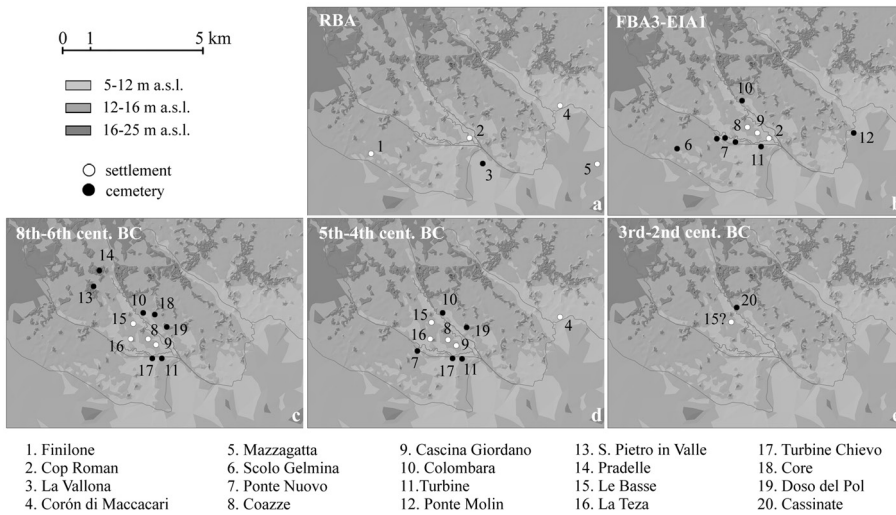 0 1 5 km
5-12 m a.s.l.
12-16 m a.s.l.
16-25 m a.s.l.
settlement
cemetery
RBA
1
2
3
4
5
a
FBA3-EIA1
10
8
9
2
7
6
11
12
b
8th-6th cent. BC
14
13
10
18
15
19
8
16
9
17
11
c
5th-4th cent. BC
10
15
19
8
16
9
7
17
11
4
d
3rd-2nd cent. BC
20
15?
1. Finilone
2. Cop Roman
3. La Vallona
4. Corón di Maccacari
5. Mazzagatta
6. Scolo Gelmina
7. Ponte Nuovo
8. Coazze
9. Cascina Giordano
10. Colombara
11.Turbine
12. Ponte Molin
13. S. Pietro in Valle
14. Pradelle
15. Le Basse
16. La Teza
17. Turbine Chievo
18. Core
19. Doso del Pol
20. Cassinate